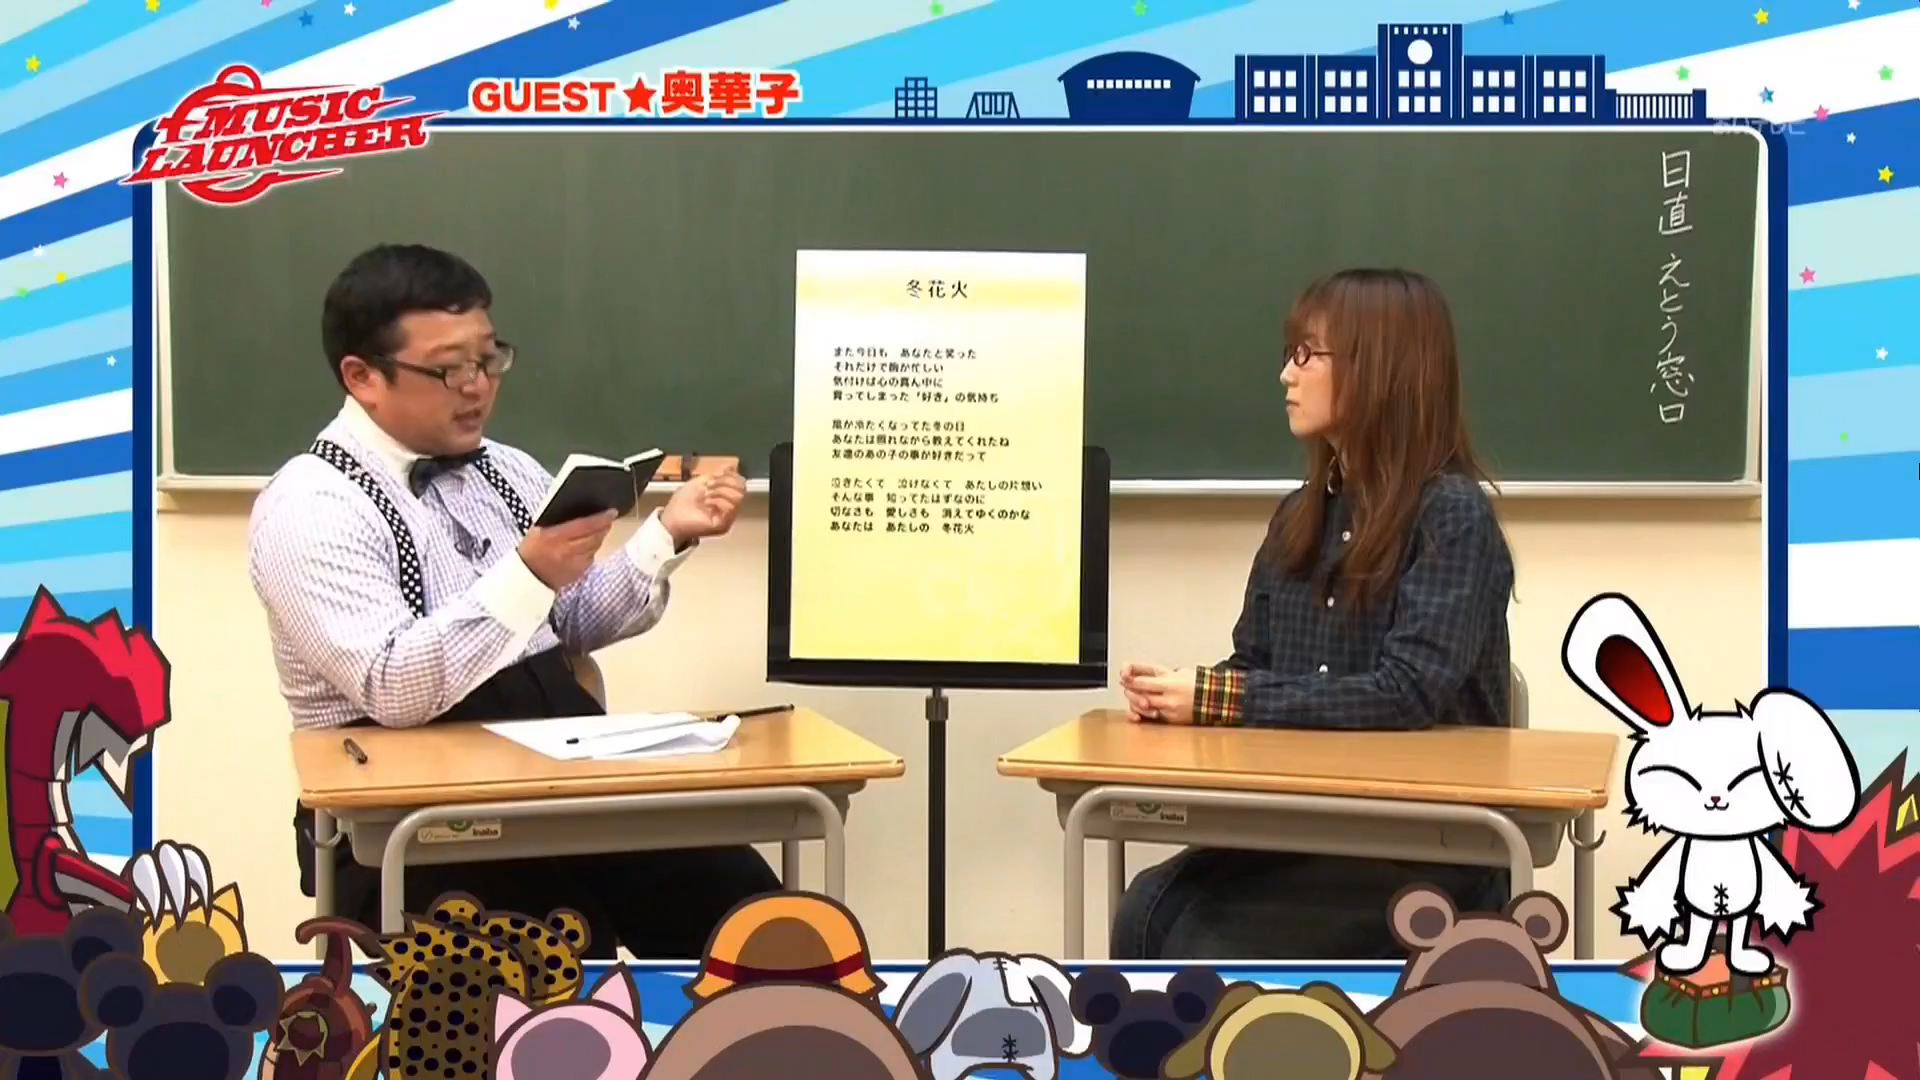 MUSIC
LAUNCHER
GUEST★奥華子
日直 えとう窓口
冬花火
また今日も あなたと笑った
それだけで胸が忙しい
気付けば心の真ん中に
育ってしまった「好き」の気持ち
風が冷たくなってた冬の日
あなたは照れながら教えてくれたね
友達のあの子の事が好きだって
泣きたくて 泣けなくて あたしの片想い
そんな事 知ってたはずなのに
切なさも 愛しさも 消えてゆくのかな
あなたは あたしの 冬花火